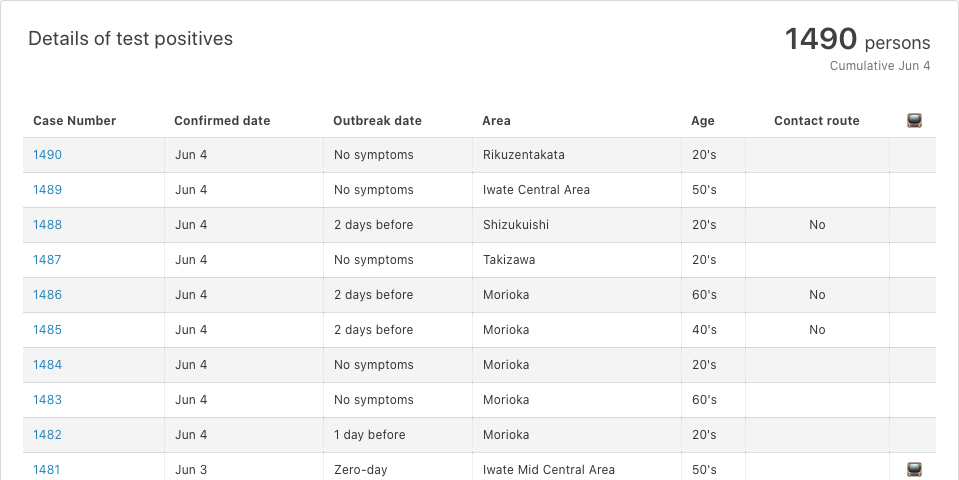 Details of test positives
1490 persons
Cumulative Jun 4
Case Number Confirmed date Outbreak date Area Age Contact route
1490 Jun 4 No symptoms Rikuzentakata 20's
1489 Jun 4 No symptoms Iwate Central Area 50's
1488 Jun 4 2 days before Shizukuishi 20's No
1487 Jun 4 No symptoms Takizawa 20's
1486 Jun 4 2 days before Morioka 60's No
1485 Jun 4 2 days before Morioka 40's No
1484 Jun 4 No symptoms Morioka 20's
1483 Jun 4 No symptoms Morioka 60's
1482 Jun 4 1 day before Morioka 20's
1481 Jun 3 Zero-day Iwate Mid Central Area 50's